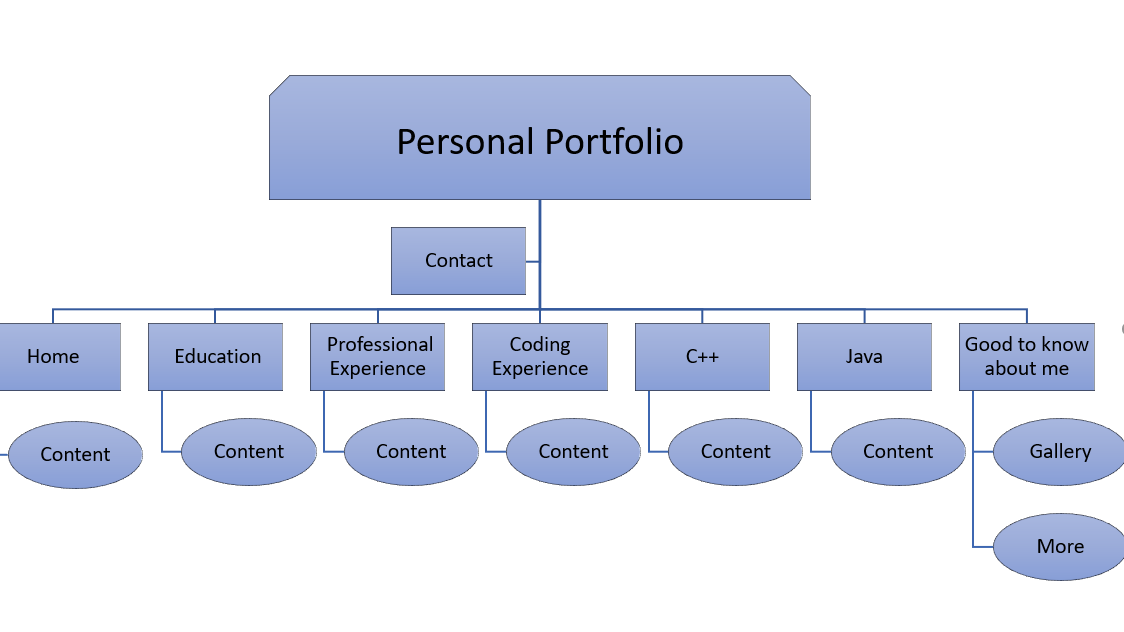 Personal Portfolio
Contact
Home
Education
Professional
Experience
Coding
Experience
C++
Java
Good to know
about me
Content
Content
Content
Content
Content
Content
Gallery
More